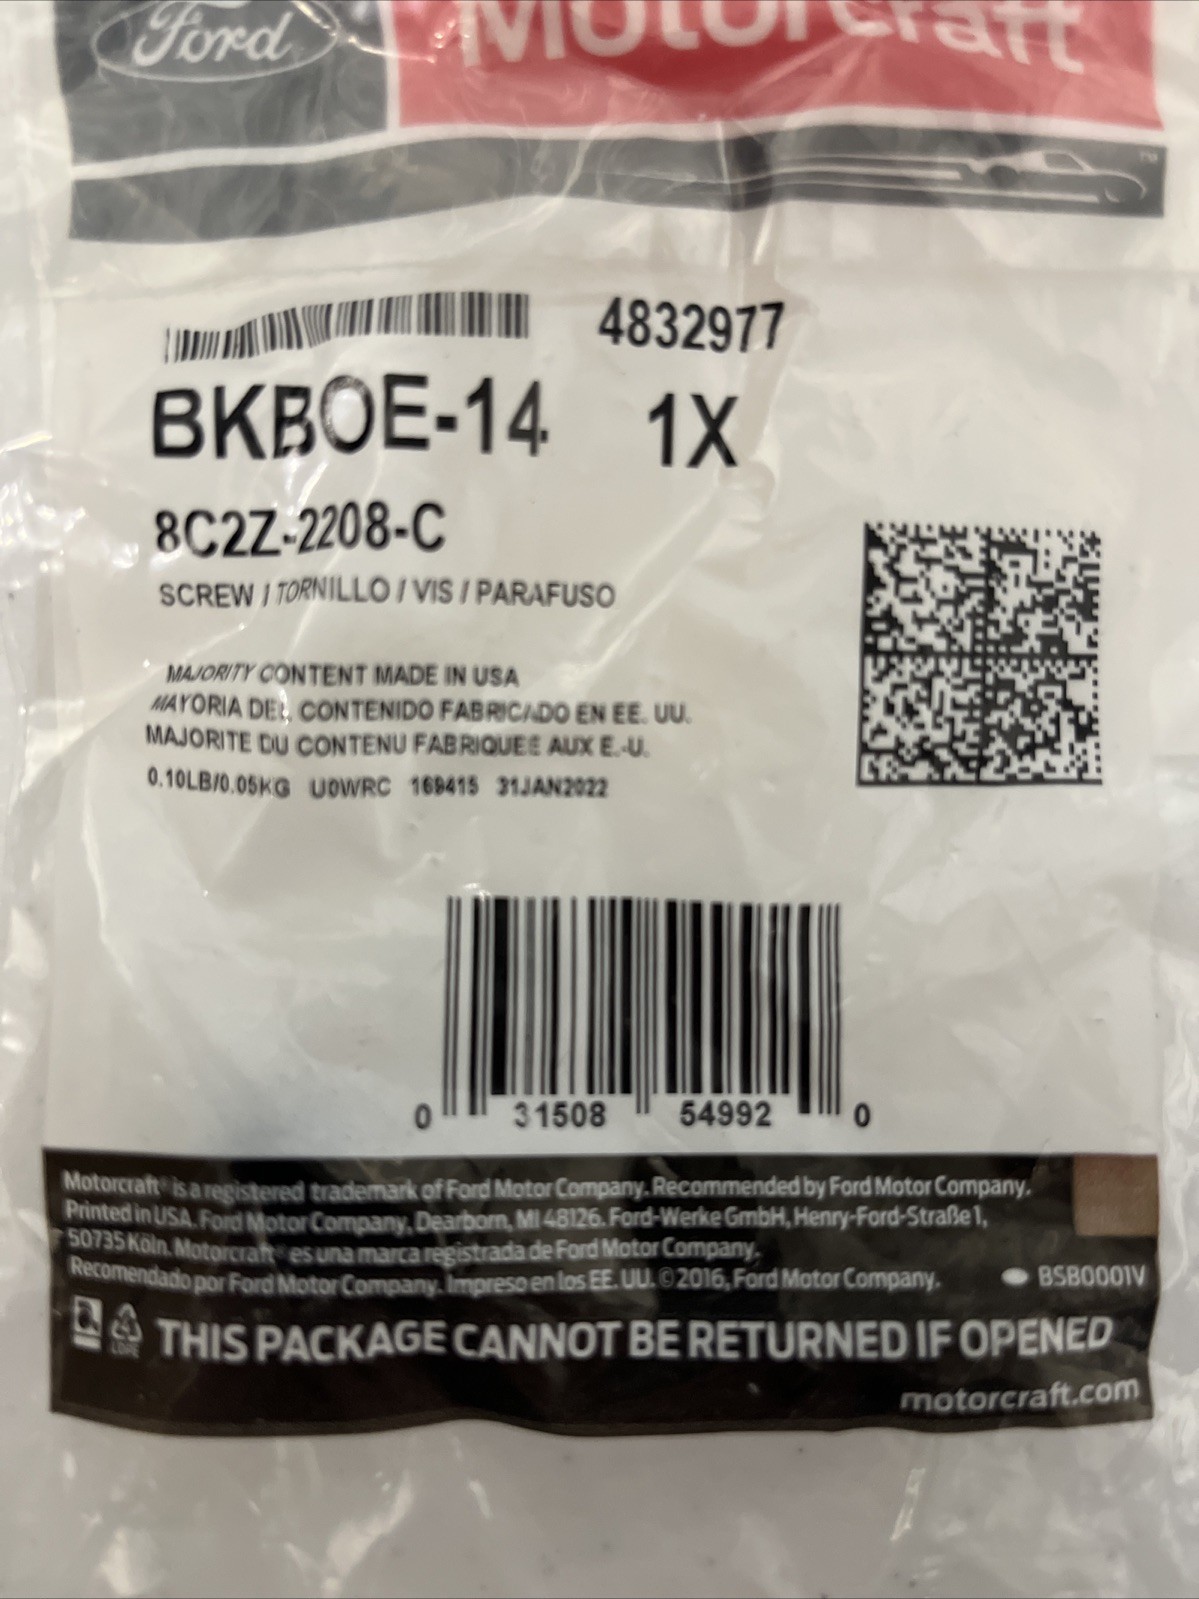 Ford
Motorcraft
TM
4832977
BKBOE-14 1X
8C2Z-2208-C
SCREW / TORNILLO / VIS / PARAFUSO
MAJORITY CONTENT MADE IN USA
MAYORIA DEL CONTENIDO FABRICADO EN EE. UU.
MAJORITE DU CONTENU FABRIQUEE AUX E.-U.
0.10LB/0.05KG U0WRC 169415 31JAN2022
0 31508 54992 0
Motorcraft® is a registered trademark of Ford Motor Company. Recommended by Ford Motor Company.
Printed in USA. Ford Motor Company, Dearborn, MI 48126. Ford-Werke GmbH, Henry-Ford-Straße 1,
50735 Köln. Motorcraft® es una marca registrada de Ford Motor Company.
Recomendado por Ford Motor Company. Impreso en los EE. UU. © 2016, Ford Motor Company.
BSB0001V
LDPE
THIS PACKAGE CANNOT BE RETURNED IF OPENED
motorcraft.com